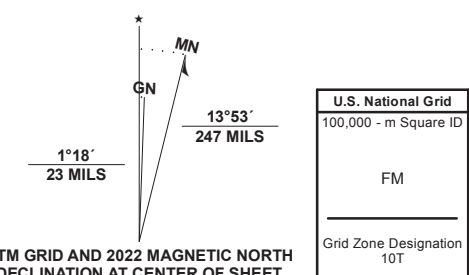 ★
MN
GN
13°53´
247 MILS
1°18´
23 MILS
TM GRID AND 2022 MAGNETIC NORTH
DECLINATION AT CENTER OF SHEET
U.S. National Grid
100,000 - m Square ID
FM
Grid Zone Designation
10T